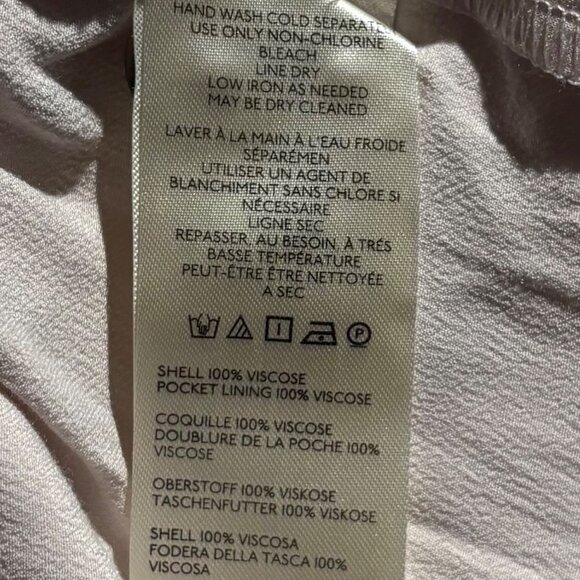 HAND WASH COLD SEPARATELY
USE ONLY NON-CHLORINE
BLEACH
LINE DRY
LOW IRON AS NEEDED
MAY BE DRY CLEANED
LAVER À LA MAIN À L'EAU FROIDE
SÉPARÉMEN
UTILISER UN AGENT DE
BLANCHIMENT SANS CHLORE SI
NÉCESSAIRE
LIGNE SEC
REPASSER, AU BESOIN, À TRÉS
BASSE TEMPÉRATURE
PEUT-ÊTRE ÊTRE NETTOYÉE
A SEC
P
SHELL 100% VISCOSE
POCKET LINING 100% VISCOSE
COQUILLE 100% VISCOSE
DOUBLURE DE LA POCHE 100%
VISCOSE
OBERSTOFF 100% VISKOSE
TASCHENFUTTER 100% VISKOSE
SHELL 100% VISCOSA
FODERA DELLA TASCA 100%
VISCOSA